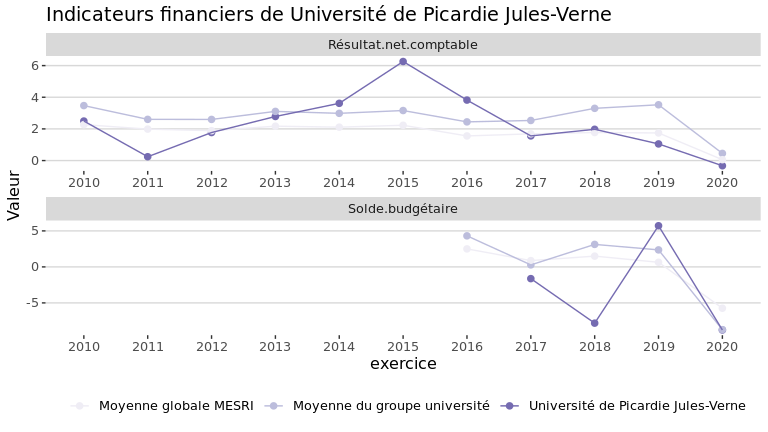 Indicateurs financiers de Université de Picardie Jules-Verne
Résultat.net.comptable
6
4
2
0
2010 2011 2012 2013 2014 2015 2016 2017 2018 2019 2020
Valeur
Solde.budgétaire
5
0
-5
2010 2011 2012 2013 2014 2015 2016 2017 2018 2019 2020
exercice
Moyenne globale MESRI Moyenne du groupe université Université de Picardie Jules-Verne